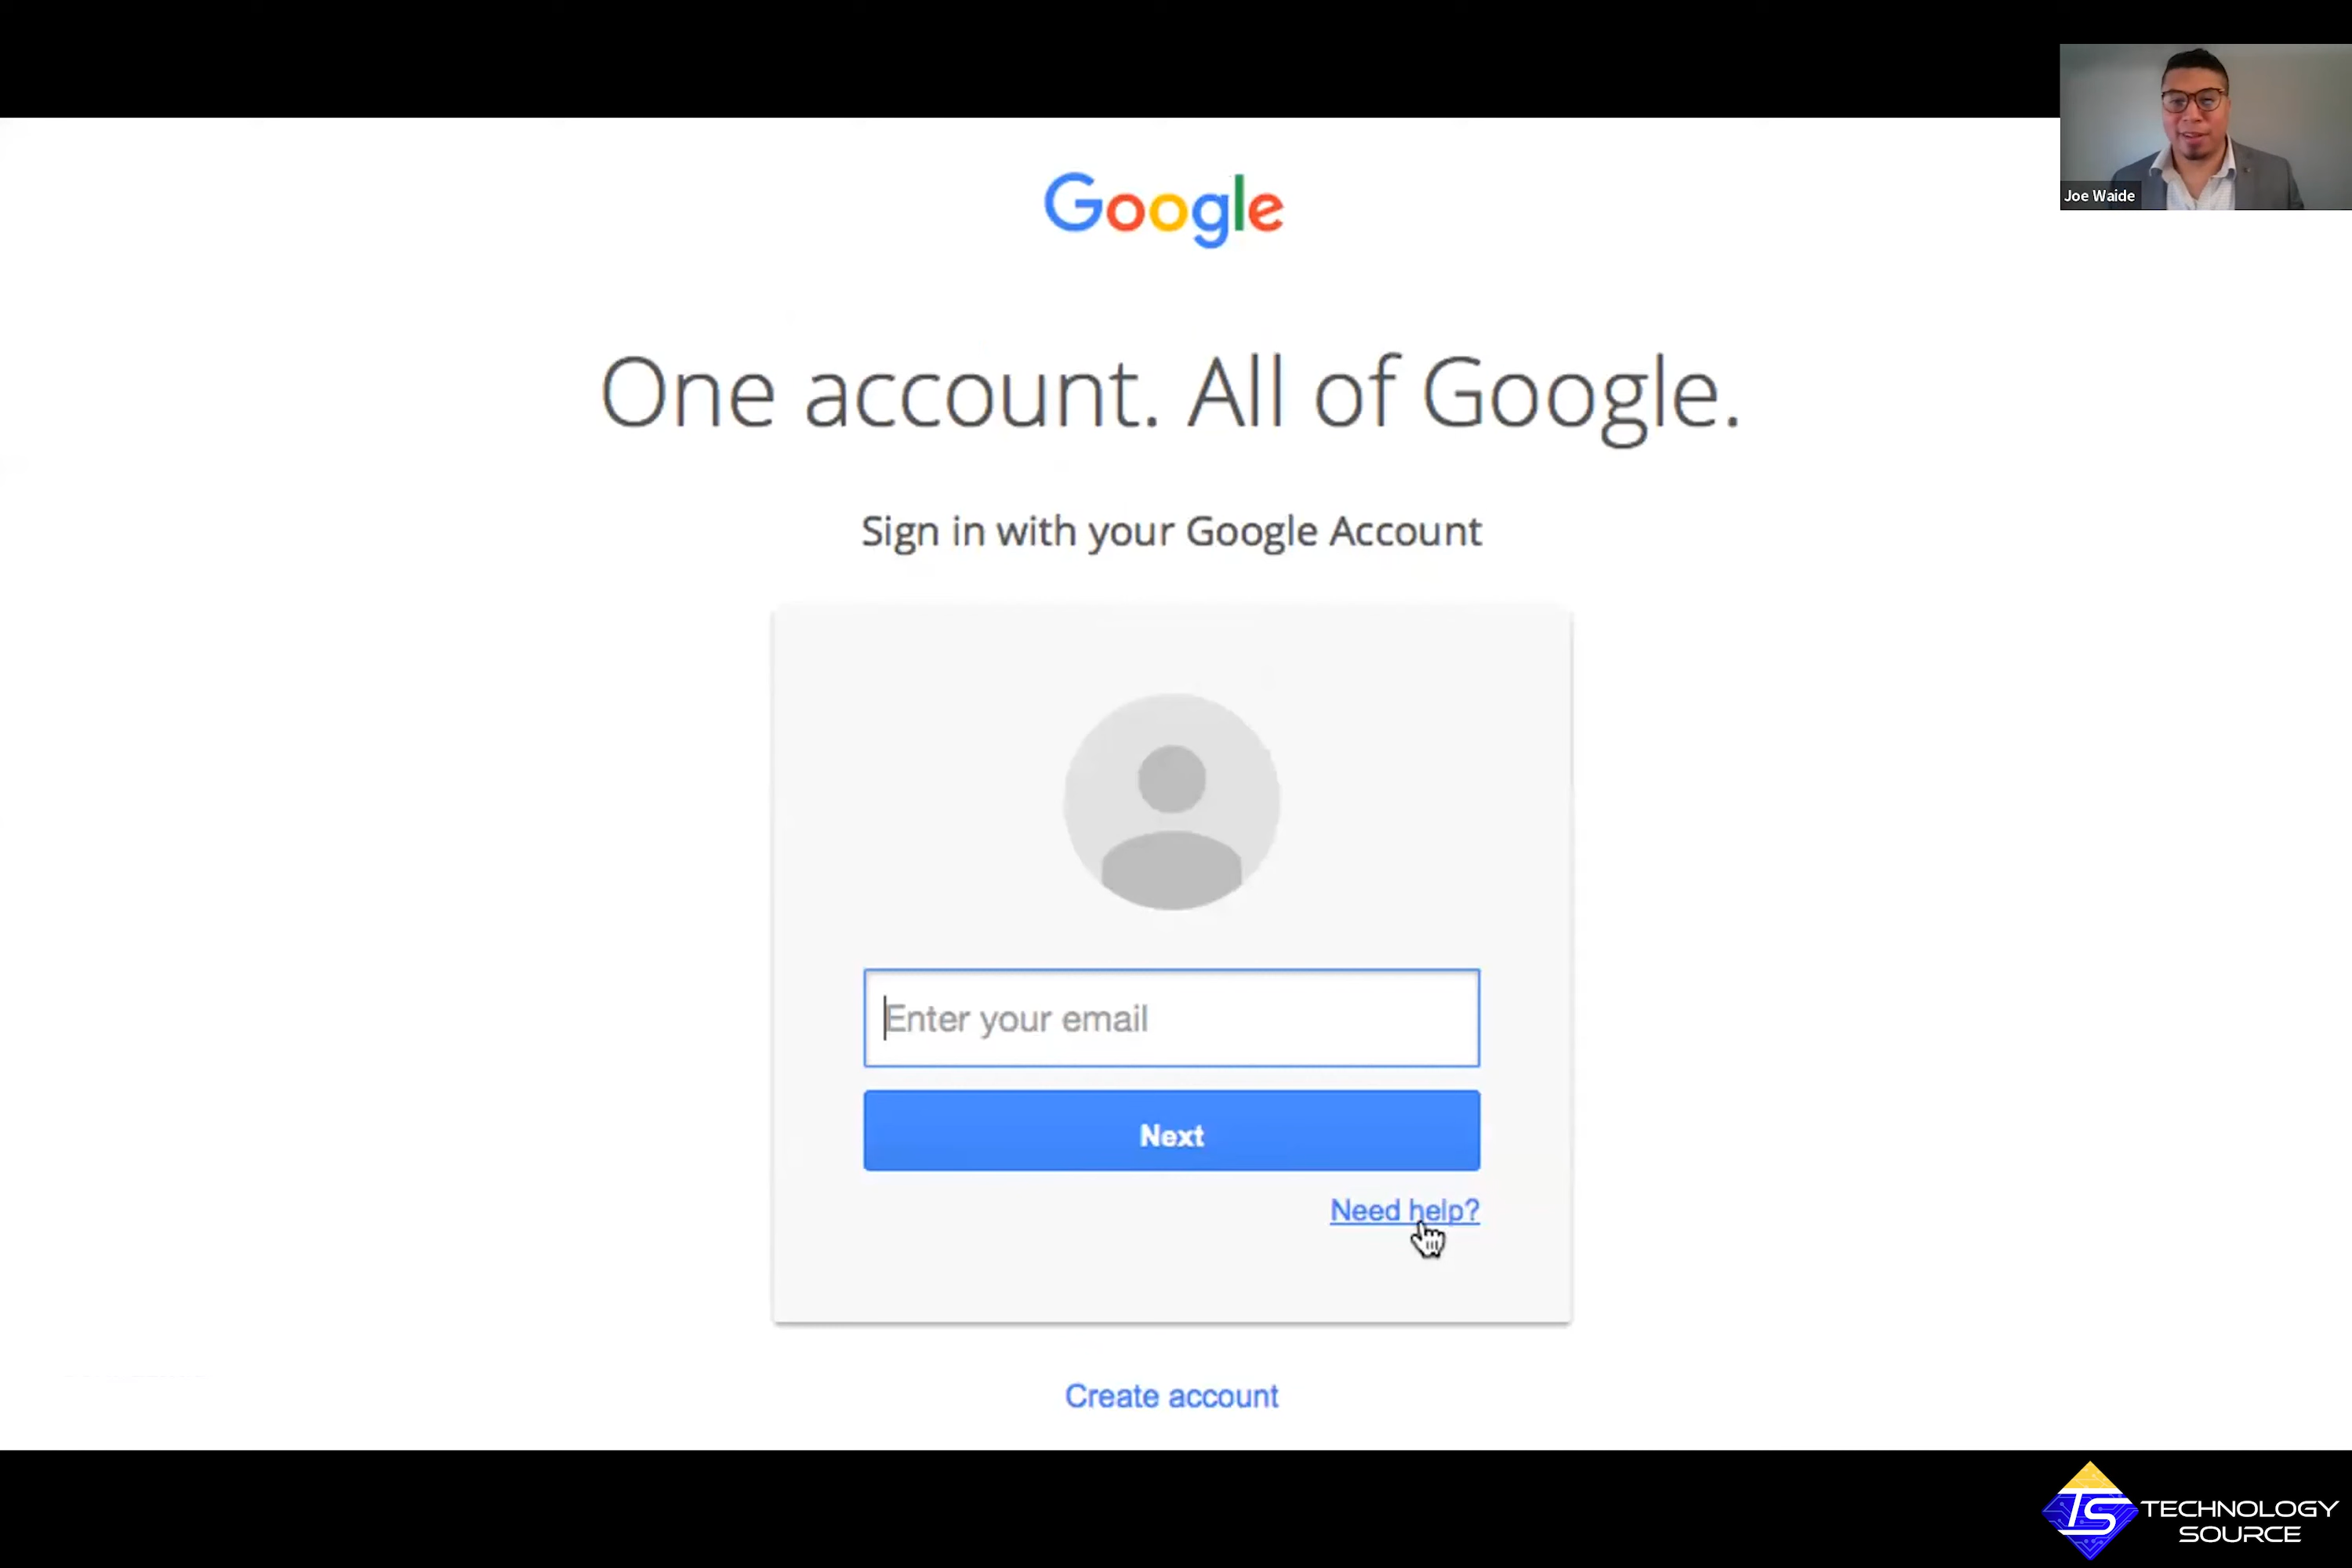 Joe Waide
Google
One account. All of Google.
Sign in with your Google Account
Enter your email
Next
Need help?
Create account
TS TECHNOLOGY
SOURCE